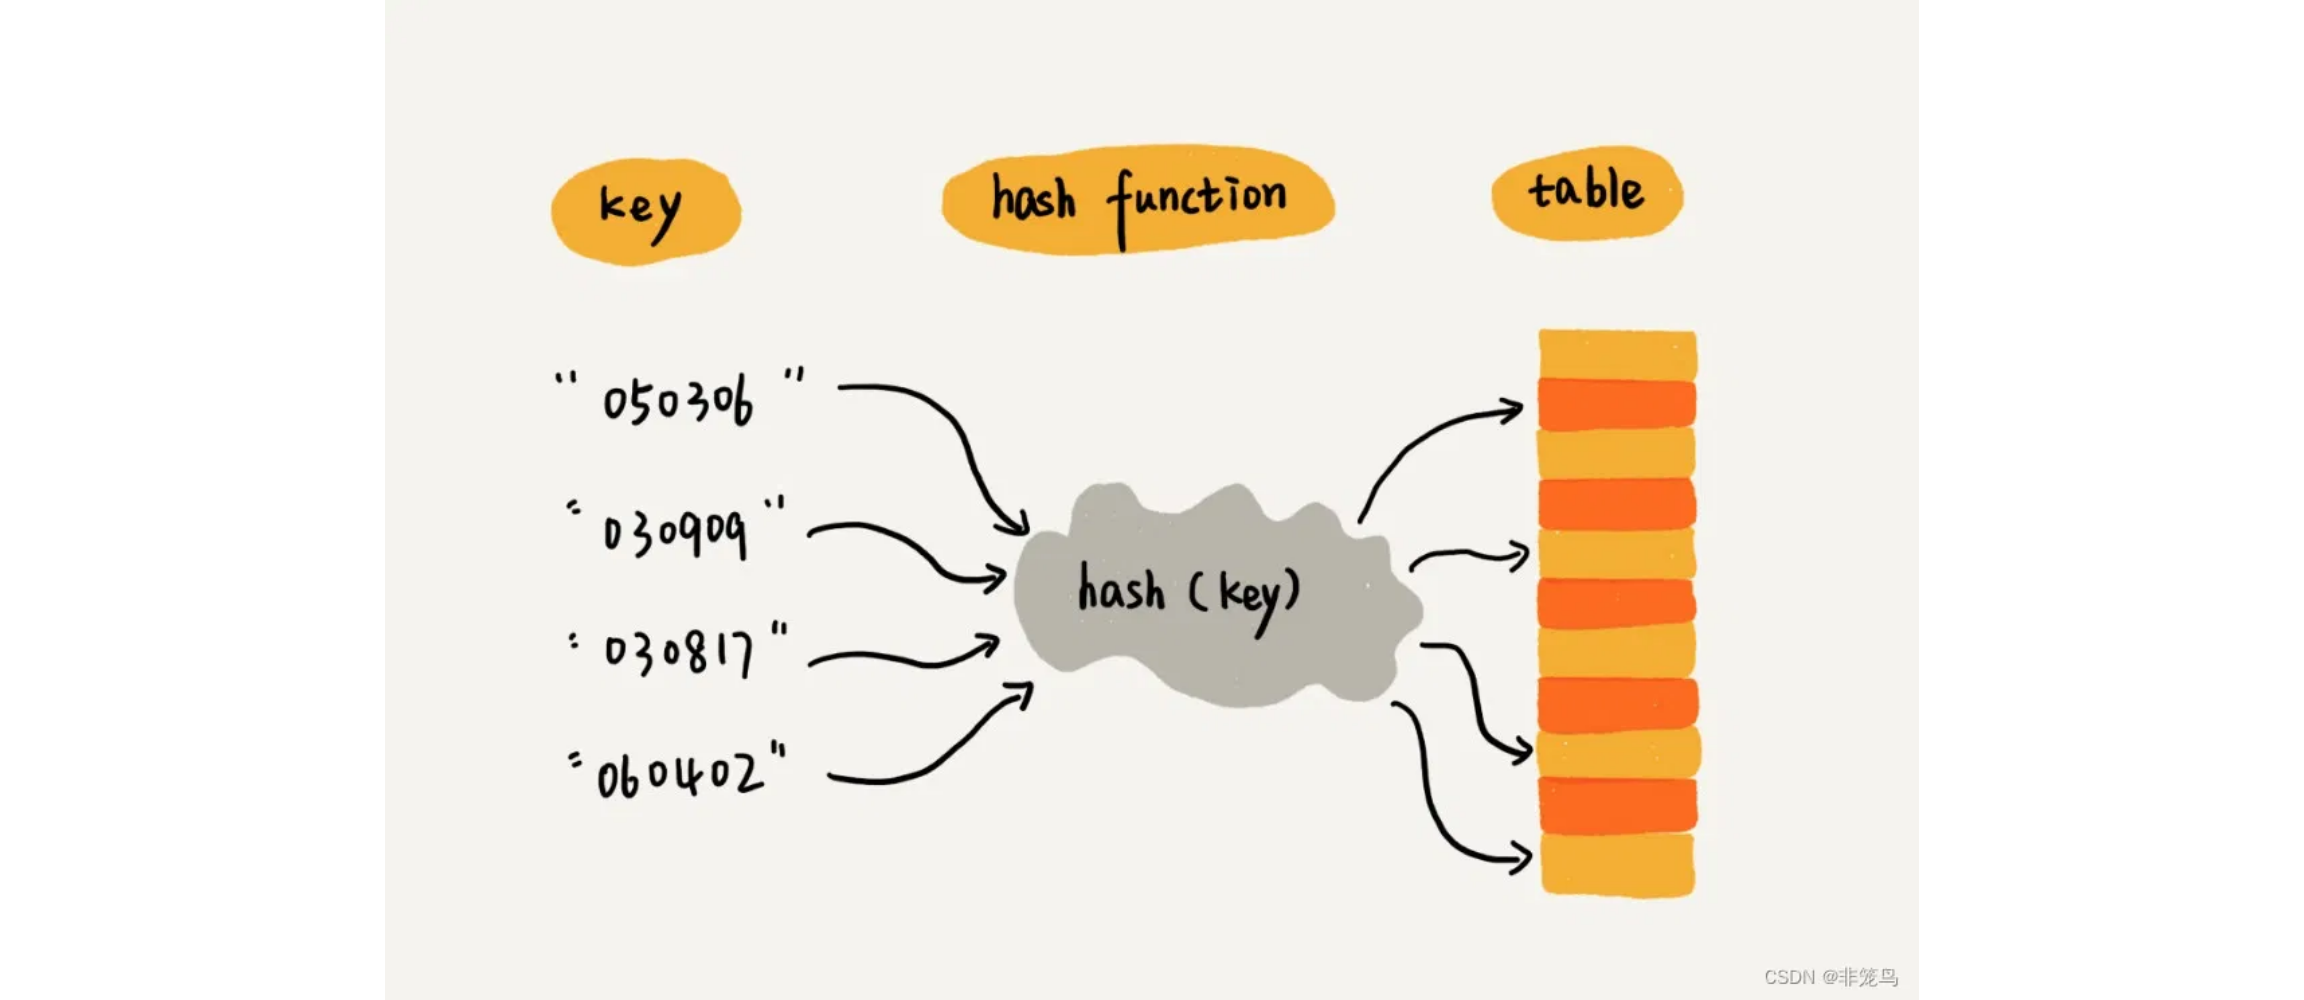 key
hash function
table
"050306"
"030909"
hash (key)
"030817"
"060402"
CSDN @非笼鸟